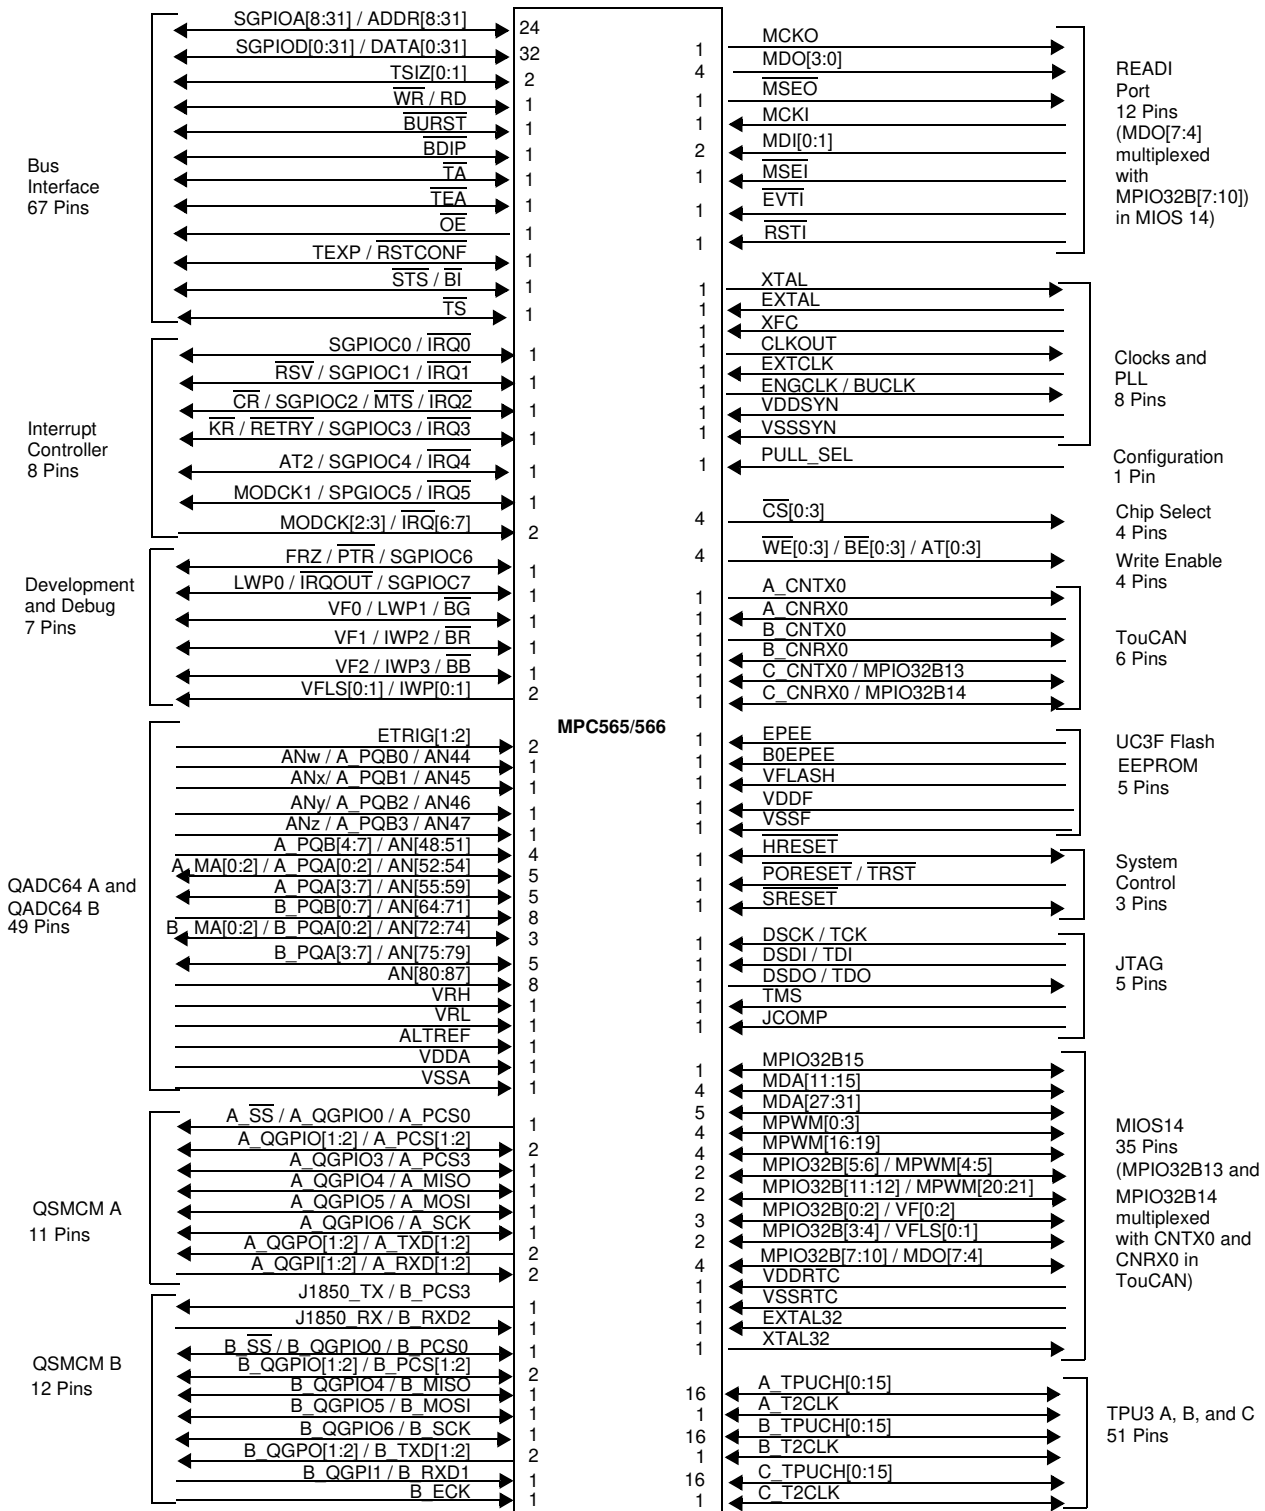 Bus
Interface
67 Pins
SGPIOA[8:31] / ADDR[8:31] 24
SGPIOD[0:31] / DATA[0:31] 32
TSIZ[0:1] 2
WR / RD 1
BURST 1
BDIP 1
TA 1
TEA 1
OE 1
TEXP / RSTCONF 1
STS / BI 1
TS 1
Interrupt
Controller
8 Pins
SGPIOC0 / IRQ0 1
RSV / SGPIOC1 / IRQ1 1
CR / SGPIOC2 / MTS / IRQ2 1
KR / RETRY / SGPIOC3 / IRQ3 1
AT2 / SGPIOC4 / IRQ4 1
MODCK1 / SPGIOC5 / IRQ5 1
MODCK[2:3] / IRQ[6:7] 2
Development
and Debug
7 Pins
FRZ / PTR / SGPIOC6 1
LWP0 / IRQOUT / SGPIOC7 1
VF0 / LWP1 / BG 1
VF1 / IWP2 / BR 1
VF2 / IWP3 / BB 1
VFLS[0:1] / IWP[0:1] 2
QADC64 A and
QADC64 B
49 Pins
ETRIG[1:2] 2
ANw / A_PQB0 / AN44 1
ANx/ A_PQB1 / AN45 1
ANy/ A_PQB2 / AN46 1
ANz / A_PQB3 / AN47 1
A_PQB[4:7] / AN[48:51] 4
A_MA[0:2] / A_PQA[0:2] / AN[52:54] 5
A_PQA[3:7] / AN[55:59] 5
B_PQB[0:7] / AN[64:71] 8
B_MA[0:2] / B_PQA[0:2] / AN[72:74] 3
B_PQA[3:7] / AN[75:79] 5
AN[80:87] 8
VRH 1
VRL 1
ALTREF 1
VDDA 1
VSSA 1
QSMCM A
11 Pins
A_SS / A_QGPIO0 / A_PCS0 1
A_QGPIO[1:2] / A_PCS[1:2] 2
A_QGPIO3 / A_PCS3 1
A_QGPIO4 / A_MISO 1
A_QGPIO5 / A_MOSI 1
A_QGPIO6 / A_SCK 1
A_QGPO[1:2] / A_TXD[1:2] 2
A_QGPI[1:2] / A_RXD[1:2] 2
QSMCM B
12 Pins
J1850_TX / B_PCS3 1
J1850_RX / B_RXD2 1
B_SS / B_QGPIO0 / B_PCS0 1
B_QGPIO[1:2] / B_PCS[1:2] 2
B_QGPIO4 / B_MISO 1
B_QGPIO5 / B_MOSI 1
B_QGPIO6 / B_SCK 1
B_QGPO[1:2] / B_TXD[1:2] 2
B_QGPI1 / B_RXD1 1
B_ECK 1
MPC565/566
1 MCKO
4 MDO[3:0]
1 MSEO
1 MCKI
2 MDI[0:1]
1 MSEI
1 EVTI
1 RSTI
READI
Port
12 Pins
(MDO[7:4]
multiplexed
with
MPIO32B[7:10])
in MIOS 14)
1 XTAL
1 EXTAL
1 XFC
1 CLKOUT
1 EXTCLK
1 ENGCLK / BUCLK
1 VDDSYN
1 VSSSYN
Clocks and
PLL
8 Pins
1 PULL_SEL
Configuration
1 Pin
4 CS[0:3]
Chip Select
4 Pins
4 WE[0:3] / BE[0:3] / AT[0:3]
Write Enable
4 Pins
1 A_CNTX0
1 A_CNRX0
1 B_CNTX0
1 B_CNRX0
1 C_CNTX0 / MPIO32B13
1 C_CNRX0 / MPIO32B14
TouCAN
6 Pins
1 EPEE
1 B0EPEE
1 VFLASH
1 VDDF
1 VSSF
UC3F Flash
EEPROM
5 Pins
1 HRESET
1 PORESET / TRST
1 SRESET
System
Control
3 Pins
1 DSCK / TCK
1 DSDI / TDI
1 DSDO / TDO
1 TMS
1 JCOMP
JTAG
5 Pins
1 MPIO32B15
4 MDA[11:15]
5 MDA[27:31]
4 MPWM[0:3]
4 MPWM[16:19]
2 MPIO32B[5:6] / MPWM[4:5]
2 MPIO32B[11:12] / MPWM[20:21]
3 MPIO32B[0:2] / VF[0:2]
2 MPIO32B[3:4] / VFLS[0:1]
4 MPIO32B[7:10] / MDO[7:4]
1 VDDRTC
1 VSSRTC
1 EXTAL32
1 XTAL32
MIOS14
35 Pins
(MPIO32B13 and
MPIO32B14
multiplexed
with CNTX0 and
CNRX0 in
TouCAN)
16 A_TPUCH[0:15]
1 A_T2CLK
16 B_TPUCH[0:15]
1 B_T2CLK
16 C_TPUCH[0:15]
1 C_T2CLK
TPU3 A, B, and C
51 Pins